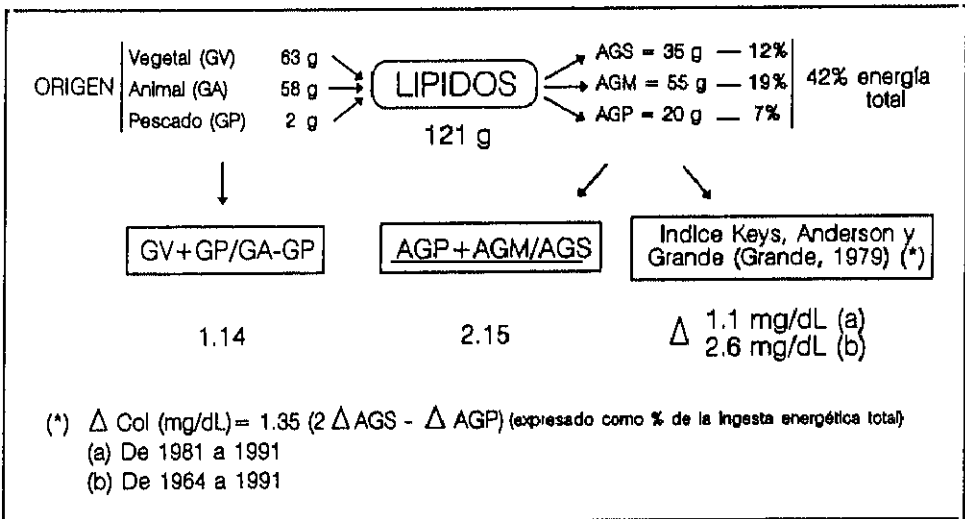 ORIGEN
Vegetal (GV) 63 g
Animal (GA) 58 g
Pescado (GP) 2 g
LIPIDOS
121 g
AGS = 35 g — 12%
AGM = 55 g — 19%
AGP = 20 g — 7%
42% energía
total
GV+GP/GA-GP
1.14
AGP+AGM/AGS
2.15
Indice Keys, Anderson y
Grande (Grande, 1979) (*)
Δ 1.1 mg/dL (a)
2.6 mg/dL (b)
(*) Δ Col (mg/dL)= 1.35 (2 Δ AGS - Δ AGP) (expresado como % de la ingesta energética total)
(a) De 1981 a 1991
(b) De 1964 a 1991